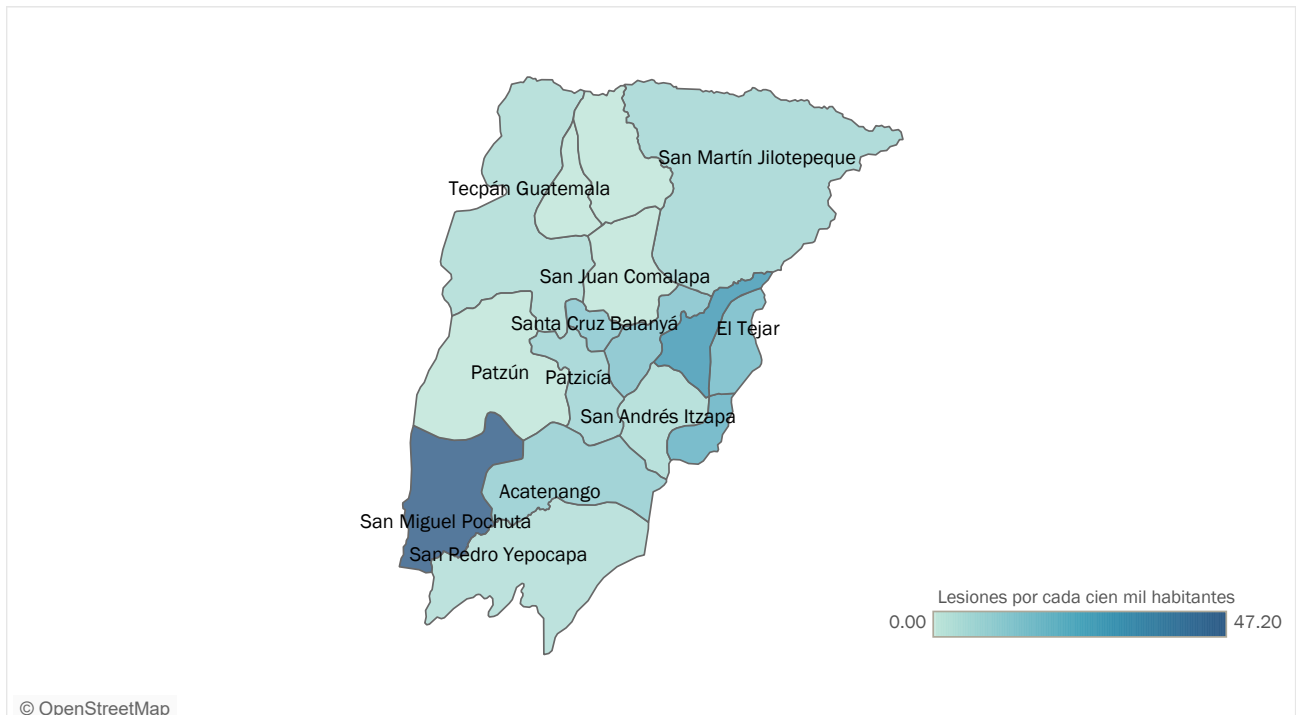 San Martín Jilotepeque
Tecpán Guatemala
San Juan Comalapa
Santa Cruz Balanyá
El Tejar
Patzún
Patzicía
San Andrés Itzapa
Acatenango
San Miguel Pochuta
San Pedro Yepocapa
Lesiones por cada cien mil habitantes
0.00
47.20
© OpenStreetMap